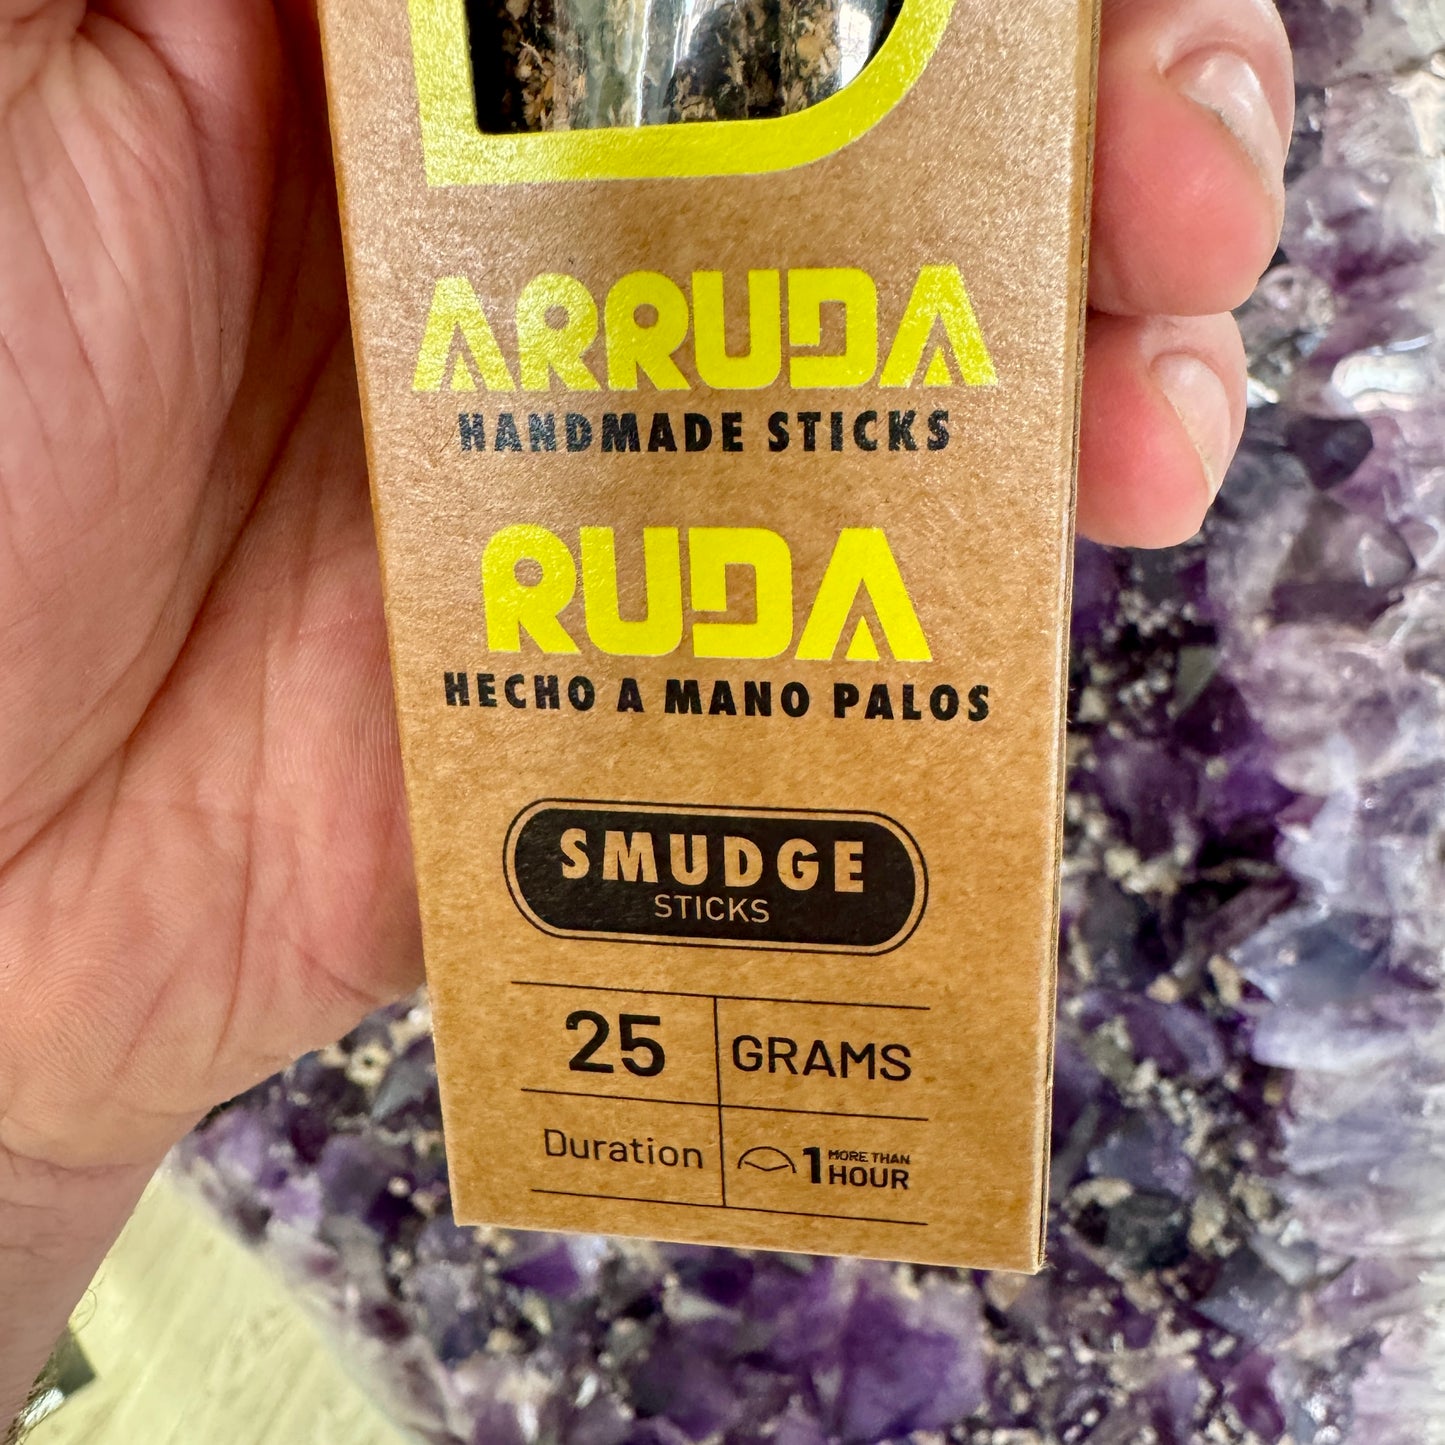 ARRUDA
HANDMADE STICKS
RUDA
HECHO A MANO PALOS
SMUDGE
STICKS
25 GRAMS
Duration 1 MORE THAN
HOUR